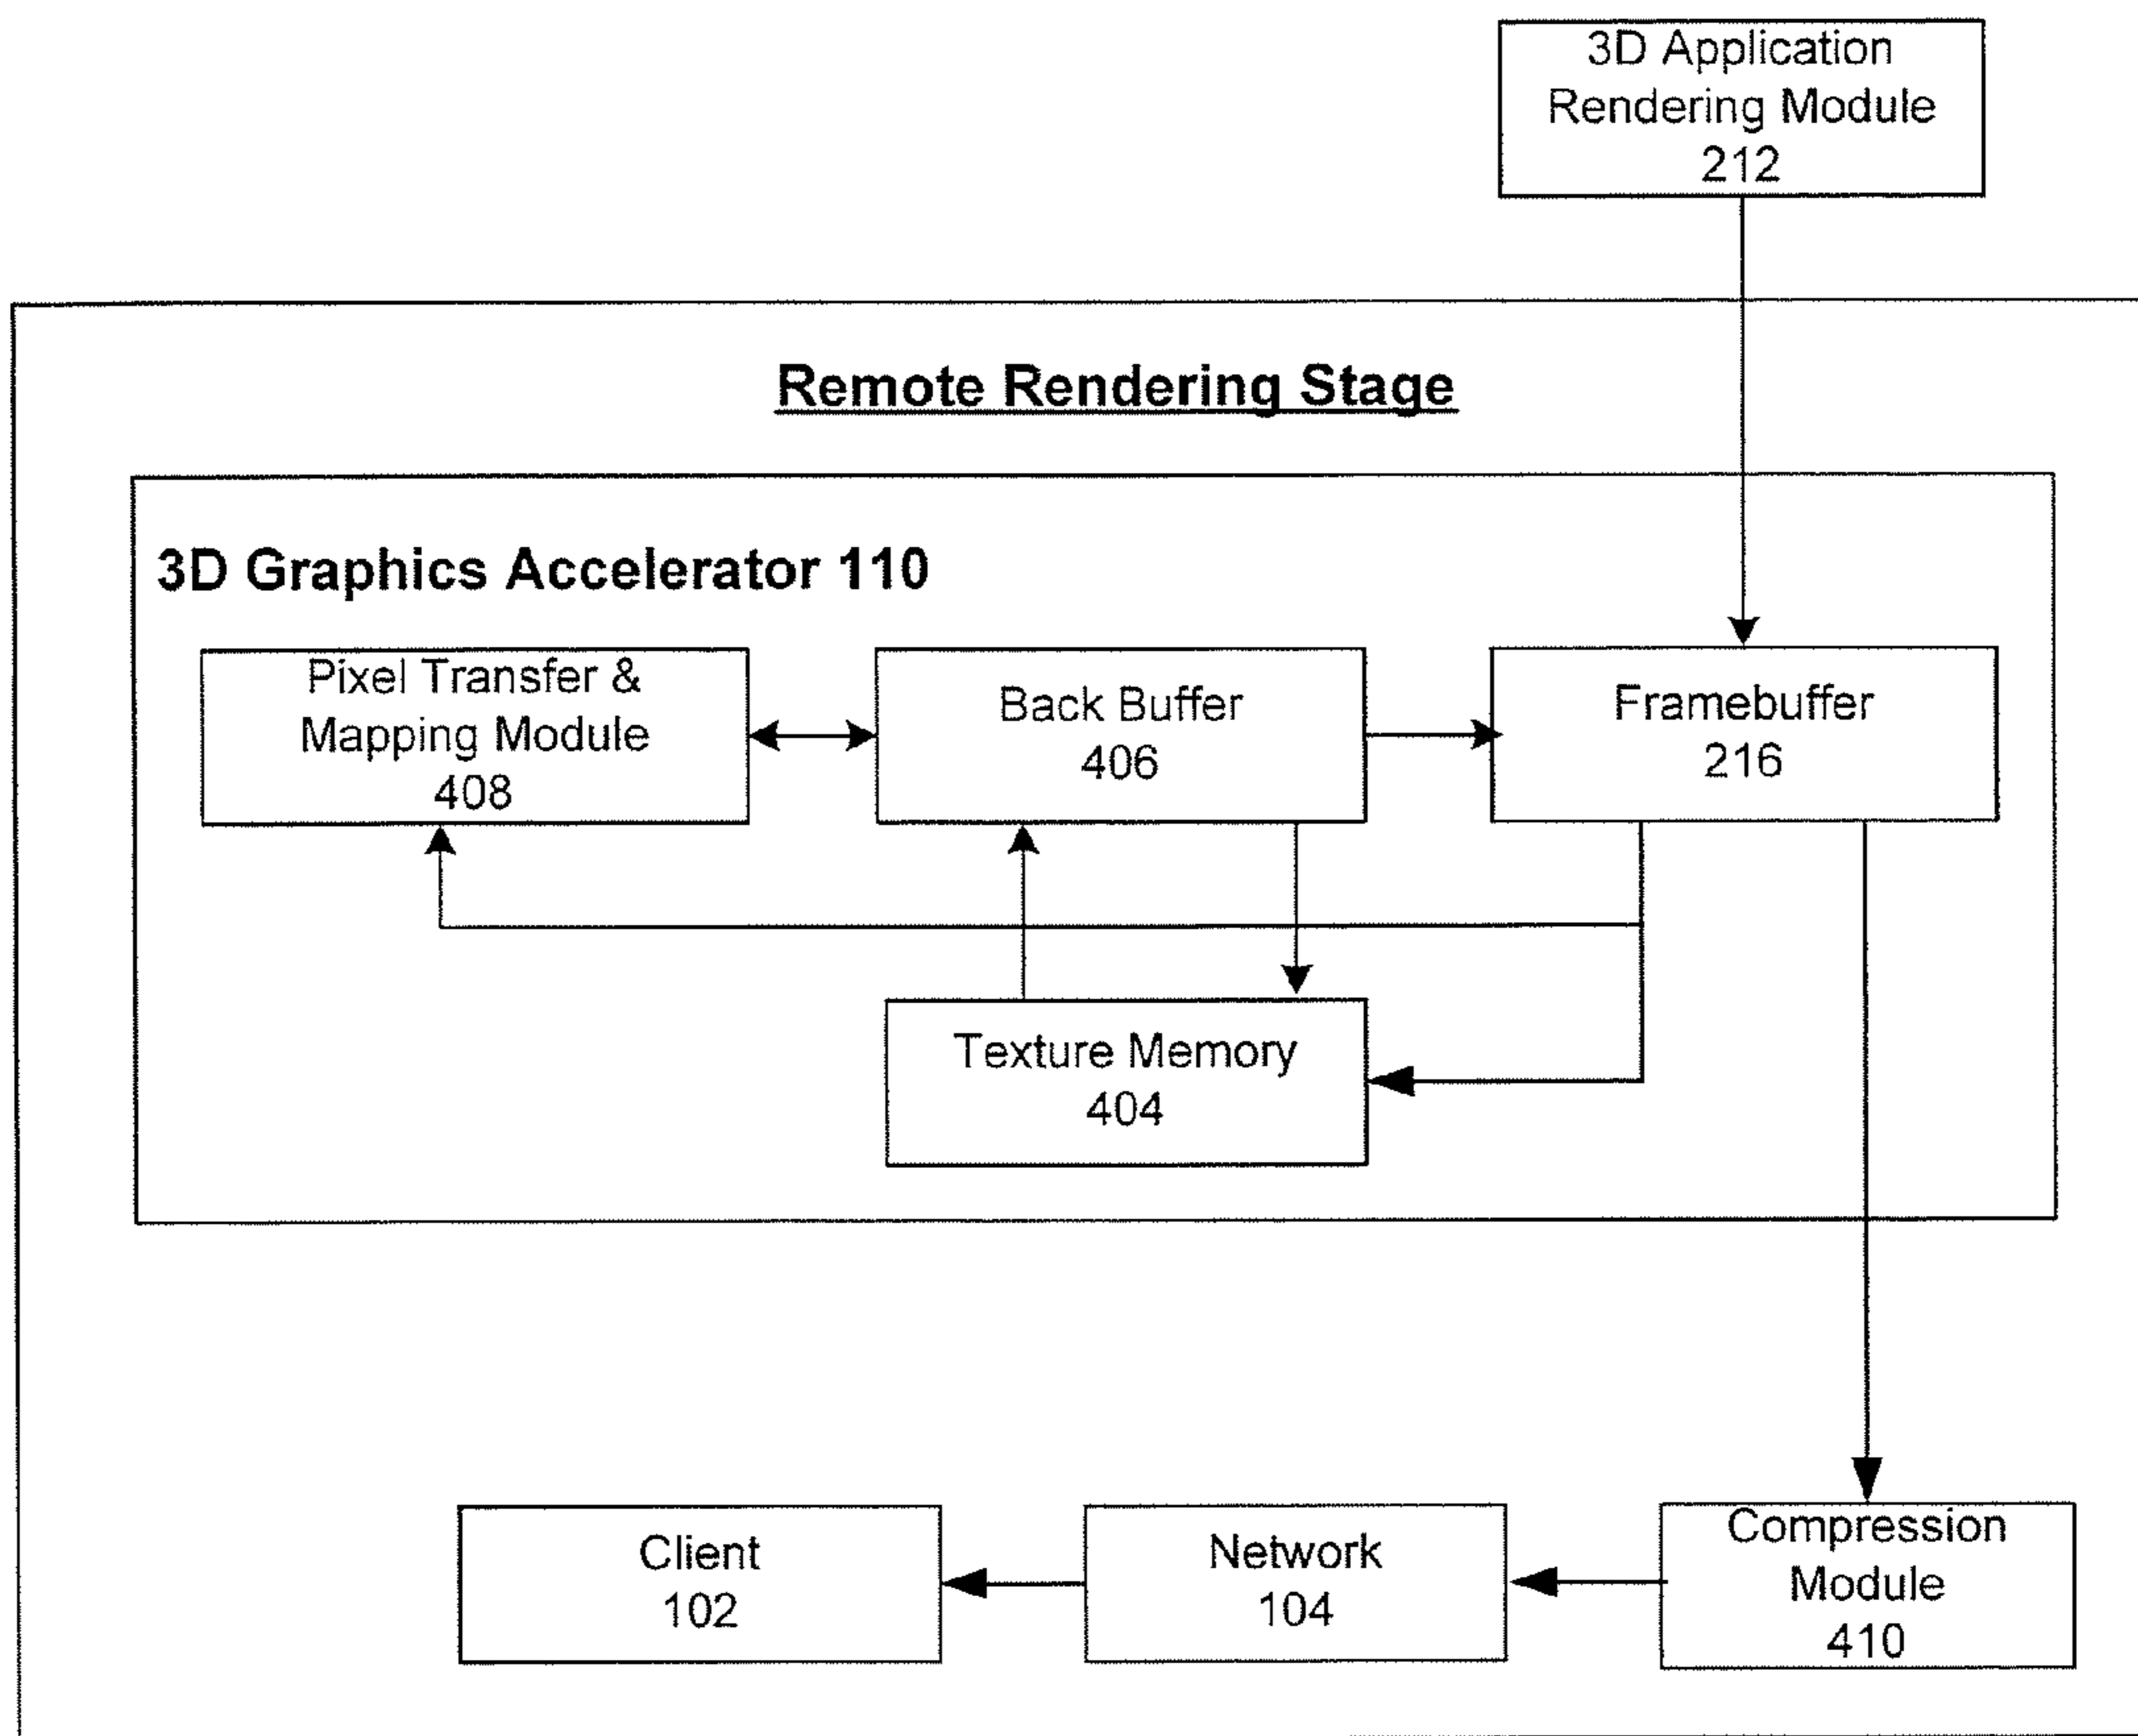 3D Application
Rendering Module
212
Remote Rendering Stage
3D Graphics Accelerator 110
Pixel Transfer &
Mapping Module
408
Back Buffer
406
Framebuffer
216
Texture Memory
404
Client
102
Network
104
Compression
Module
410